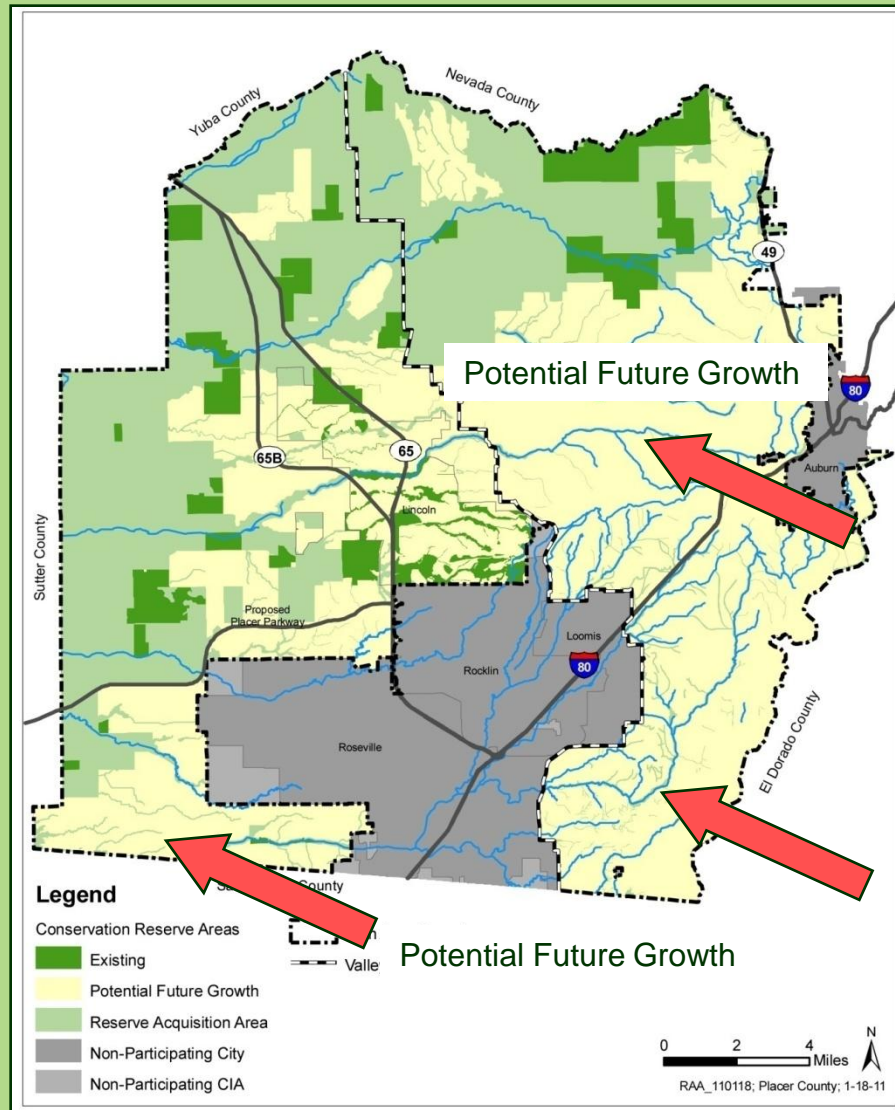 Yuba County
Nevada County
49
Potential Future Growth
80
Auburn
65B
65
Lincoln
Sutter County
Proposed
Placer Parkway
Loomis
Rocklin
80
Roseville
El Dorado County
County
Legend
Conservation Reserve Areas
Existing
Valle
Potential Future Growth
Potential Future Growth
Reserve Acquisition Area
Non-Participating City
Non-Participating CIA
N
0 2 4
Miles
RAA_110118; Placer County; 1-18-11